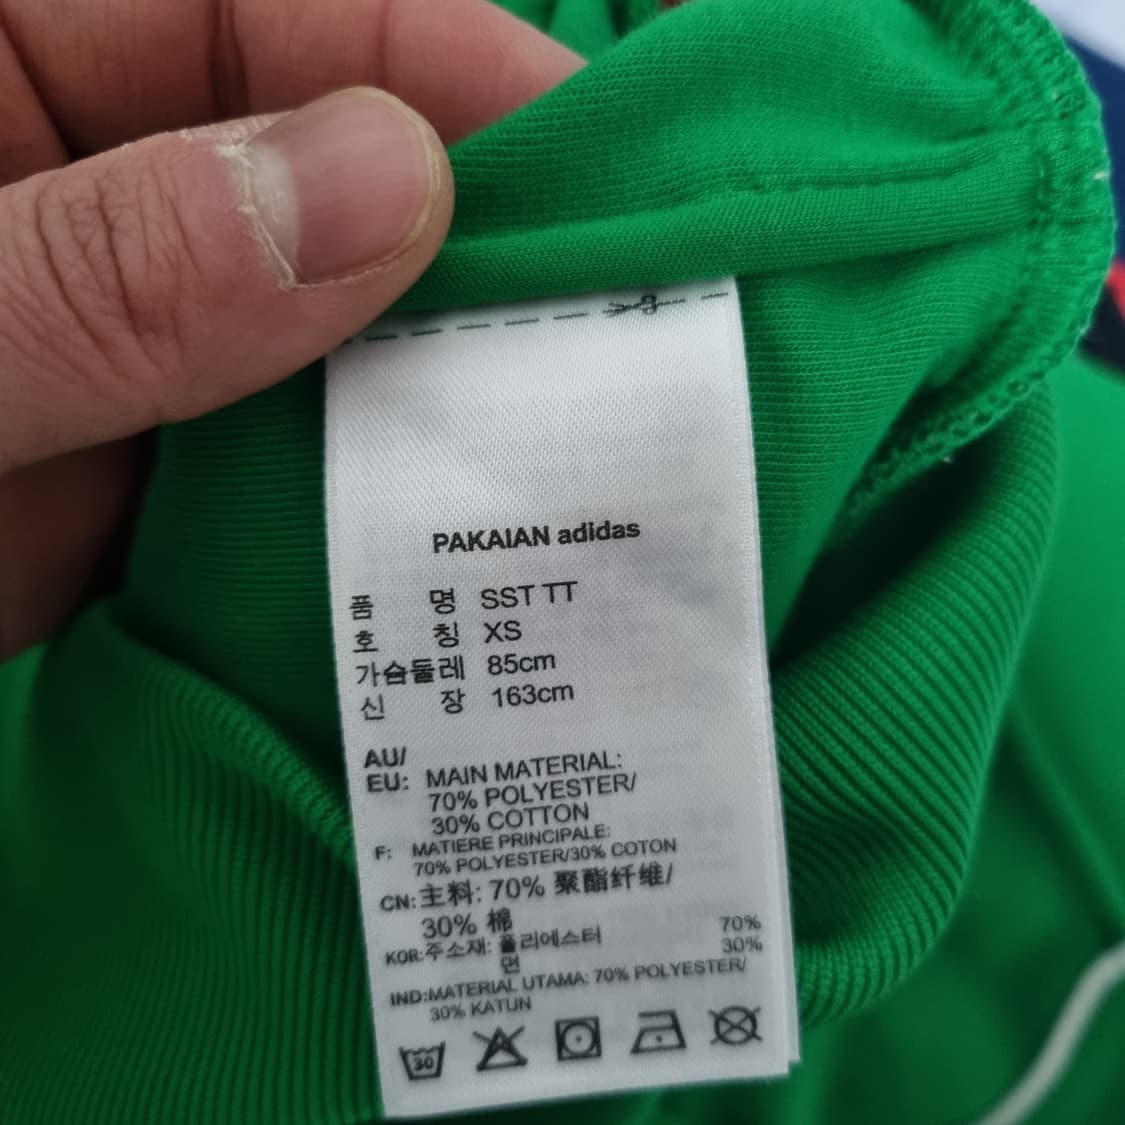 PAKAIAN adidas
품 명 SST TT
호 칭 XS
가슴둘레 85cm
신 장 163cm
AU/
EU: MAIN MATERIAL:
70% POLYESTER/
30% COTTON
F: MATIERE PRINCIPALE:
70% POLYESTER/30% COTON
CN:主料: 70% 聚酯纤维/
30% 棉
KOR:주소재: 폴리에스터 70%
면 30%
IND:MATERIAL UTAMA: 70% POLYESTER/
30% KATUN
30